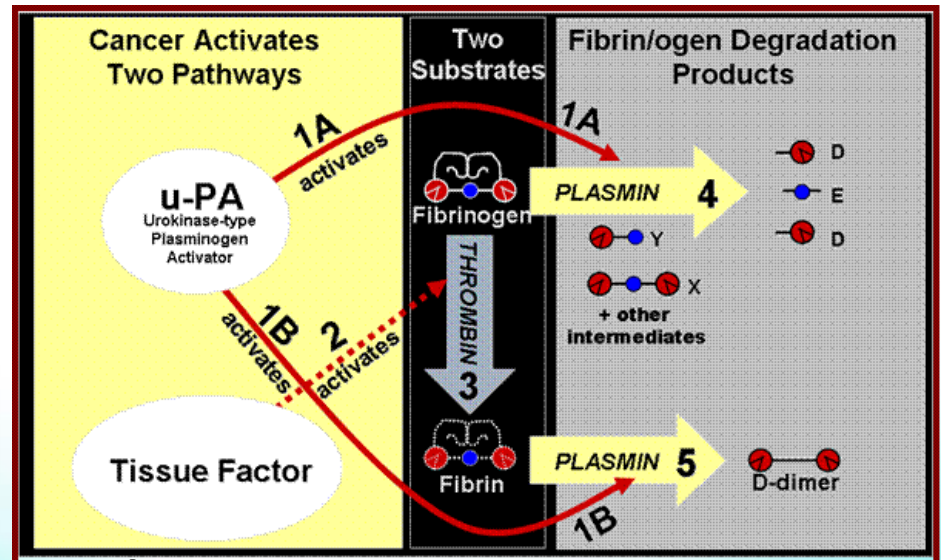 Cancer Activates
Two Pathways
Two
Substrates
Fibrin/ogen Degradation
Products
1A
activates
1A
u-PA
Urokinase-type
Plasminogen
Activator
Fibrinogen
PLASMIN 4
D
E
D
Y
X
+ other
intermediates
THROMBIN 3
1B
activates
2
activates
Tissue Factor
Fibrin
PLASMIN 5
D-dimer
1B